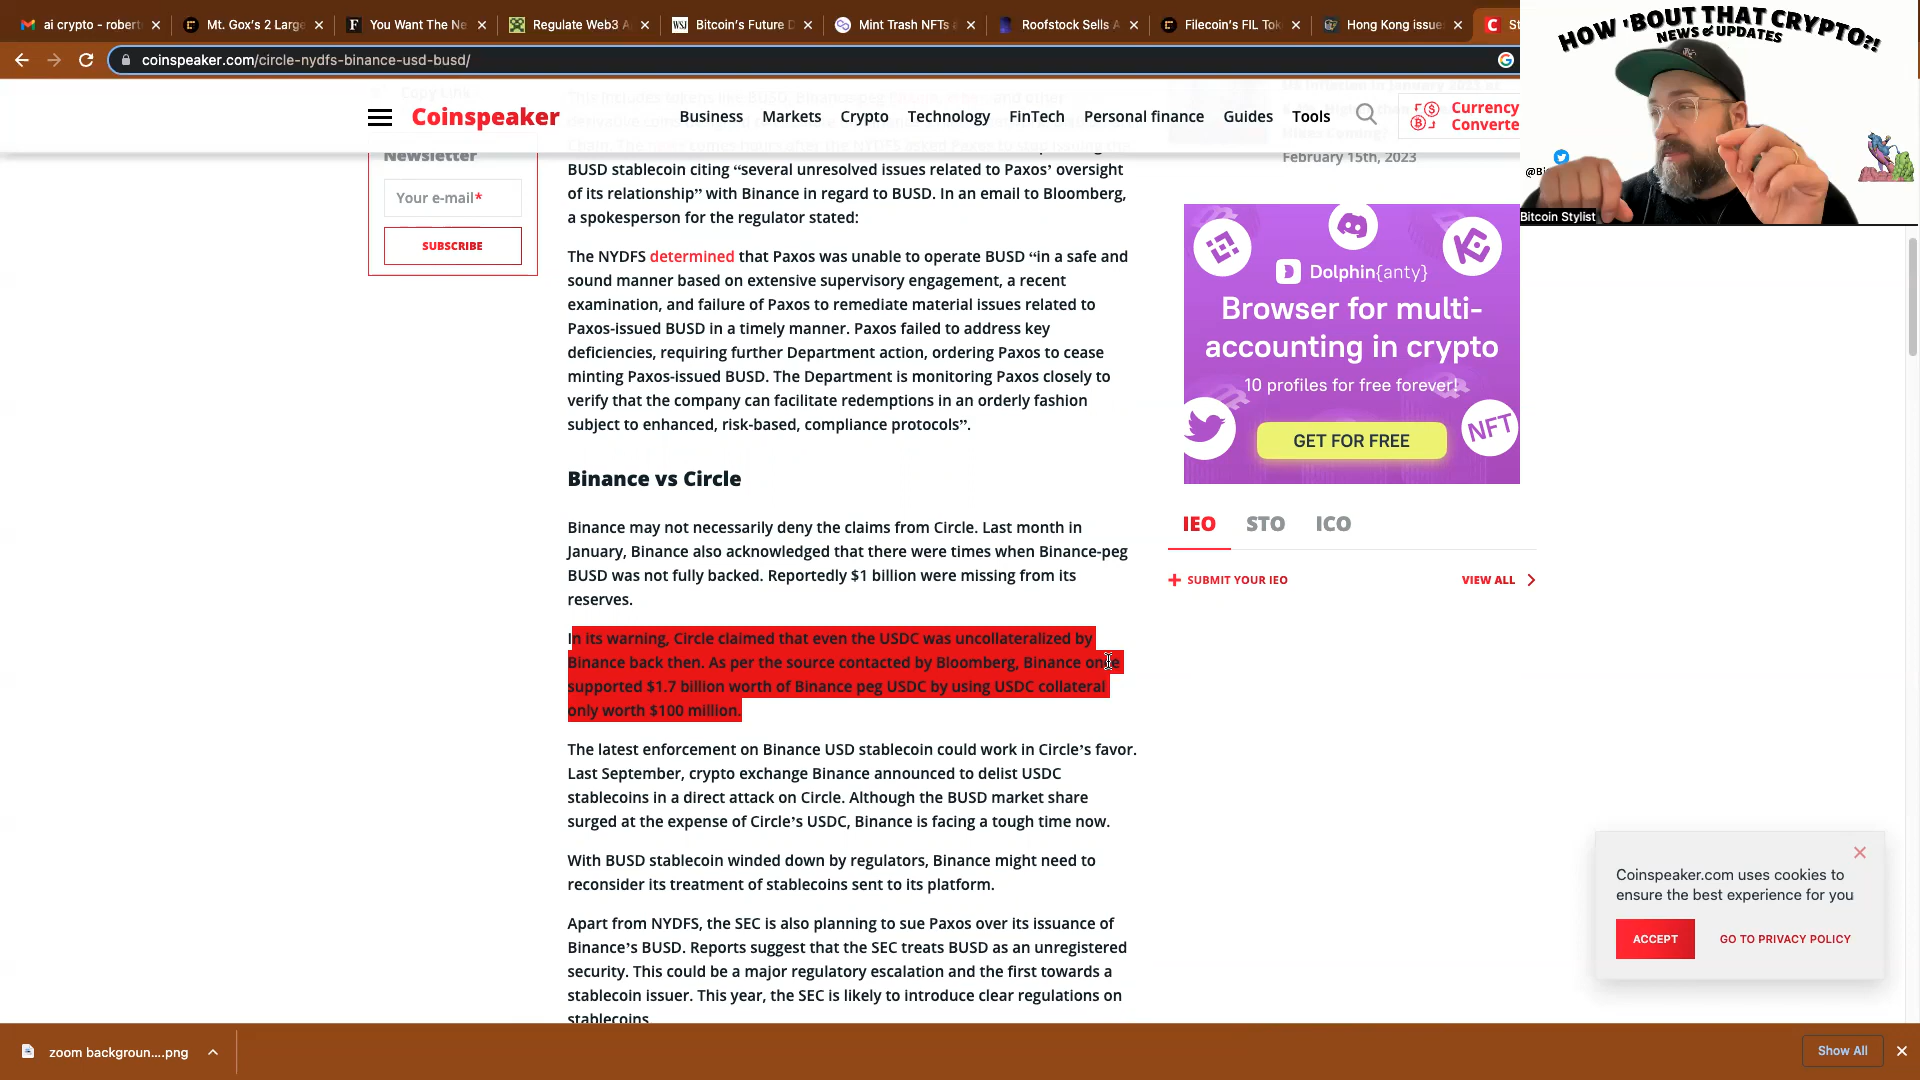 ai crypto - rober
Mt. Gox's 2 Large
You Want The Ne
Regulate Web3 A
Bitcoin's Future D
Mint Trash NFTs a
Roofstock Sells A
Filecoin's FIL Tok
Hong Kong issue
St
coinspeaker.com/circle-nydfs-binance-usd-busd/
HOW 'BOUT THAT CRYPTO?!
NEWS & UPDATES
@Bi
Bitcoin Stylist
Coinspeaker
Business
Markets
Crypto
Technology
FinTech
Personal finance
Guides
Tools
Currency
Converte
Copy Link
Newsletter
Your e-mail*
SUBSCRIBE
BUSD stablecoin citing “several unresolved issues related to Paxos’ oversight
of its relationship” with Binance in regard to BUSD. In an email to Bloomberg,
a spokesperson for the regulator stated:
The NYDFS determined that Paxos was unable to operate BUSD “in a safe and
sound manner based on extensive supervisory engagement, a recent
examination, and failure of Paxos to remediate material issues related to
Paxos-issued BUSD in a timely manner. Paxos failed to address key
deficiencies, requiring further Department action, ordering Paxos to cease
minting Paxos-issued BUSD. The Department is monitoring Paxos closely to
verify that the company can facilitate redemptions in an orderly fashion
subject to enhanced, risk-based, compliance protocols”.
Binance vs Circle
Binance may not necessarily deny the claims from Circle. Last month in
January, Binance also acknowledged that there were times when Binance-peg
BUSD was not fully backed. Reportedly $1 billion were missing from its
reserves.
In its warning, Circle claimed that even the USDC was uncollateralized by
Binance back then. As per the source contacted by Bloomberg, Binance once
supported $1.7 billion worth of Binance peg USDC by using USDC collateral
only worth $100 million.
The latest enforcement on Binance USD stablecoin could work in Circle’s favor.
Last September, crypto exchange Binance announced to delist USDC
stablecoins in a direct attack on Circle. Although the BUSD market share
surged at the expense of Circle’s USDC, Binance is facing a tough time now.
With BUSD stablecoin winded down by regulators, Binance might need to
reconsider its treatment of stablecoins sent to its platform.
Apart from NYDFS, the SEC is also planning to sue Paxos over its issuance of
Binance’s BUSD. Reports suggest that the SEC treats BUSD as an unregistered
security. This could be a major regulatory escalation and the first towards a
stablecoin issuer. This year, the SEC is likely to introduce clear regulations on
stablecoins.
February 15th, 2023
Dolphin{anty}
Browser for multi-
accounting in crypto
10 profiles for free forever!
GET FOR FREE
NFT
IEO
STO
ICO
+ SUBMIT YOUR IEO
VIEW ALL
Coinspeaker.com uses cookies to
ensure the best experience for you
ACCEPT
GO TO PRIVACY POLICY
zoom backgroun....png
Show All